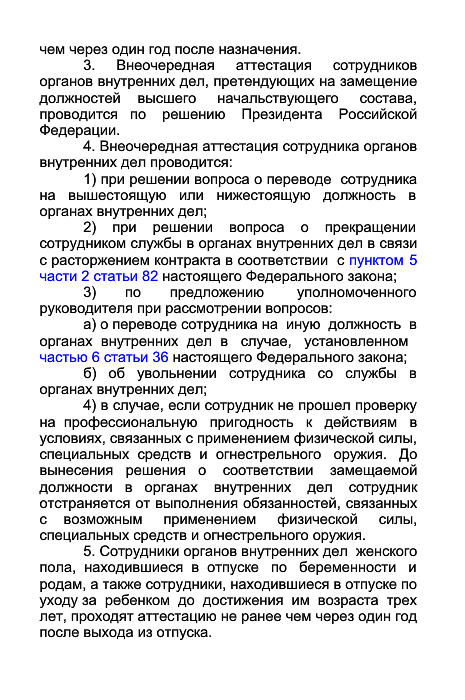 чем через один год после назначения.
3. Внеочередная аттестация сотрудников
органов внутренних дел, претендующих на замещение
должностей высшего начальствующего состава,
проводится по решению Президента Российской
Федерации.
4. Внеочередная аттестация сотрудника органов
внутренних дел проводится:
1) при решении вопроса о переводе сотрудника
на вышестоящую или нижестоящую должность в
органах внутренних дел;
2) при решении вопроса о прекращении
сотрудником службы в органах внутренних дел в связи
с расторжением контракта в соответствии с пунктом 5
части 2 статьи 82 настоящего Федерального закона;
3) по предложению уполномоченного
руководителя при рассмотрении вопросов:
а) о переводе сотрудника на иную должность в
органах внутренних дел в случае, установленном
частью 6 статьи 36 настоящего Федерального закона;
б) об увольнении сотрудника со службы в
органах внутренних дел;
4) в случае, если сотрудник не прошел проверку
на профессиональную пригодность к действиям в
условиях, связанных с применением физической силы,
специальных средств и огнестрельного оружия. До
вынесения решения о соответствии замещаемой
должности в органах внутренних дел сотрудник
отстраняется от выполнения обязанностей, связанных
с возможным применением физической силы,
специальных средств и огнестрельного оружия.
5. Сотрудники органов внутренних дел женского
пола, находившиеся в отпуске по беременности и
родам, а также сотрудники, находившиеся в отпуске по
уходу за ребенком до достижения им возраста трех
лет, проходят аттестацию не ранее чем через один год
после выхода из отпуска.